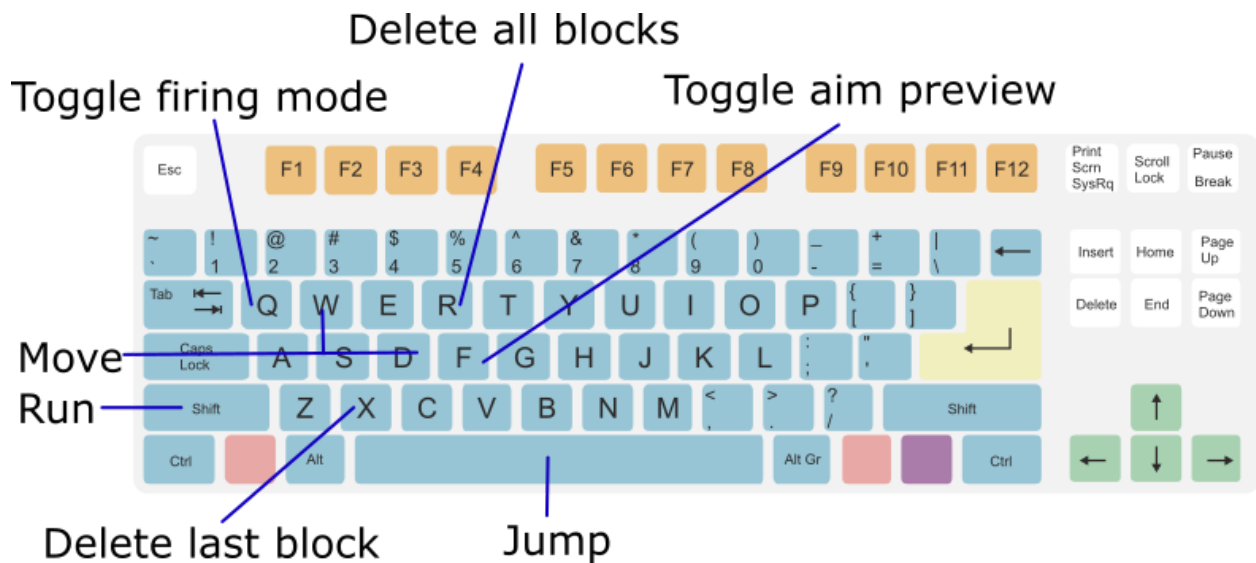 Delete all blocks
Toggle firing mode
Toggle aim preview
Esc F1 F2 F3 F4 F5 F6 F7 F8 F9 F10 F11 F12
Print
Scrn
SysRq
Scroll
Lock
Pause
Break
~ ! @ # $ % ^ & * ( ) _ + |
` 1 2 3 4 5 6 7 8 9 0 - = \ ←
Insert Home Page
Up
Tab Q W E R T Y U I O P { }
[ ]
Delete End Page
Down
Move
Caps
Lock
A S D F G H J K L : "
; '
Run
Shift Z X C V B N M < > ?
, . /
Shift
↑
Ctrl Alt Alt Gr Ctrl
← ↓ →
Delete last block
Jump